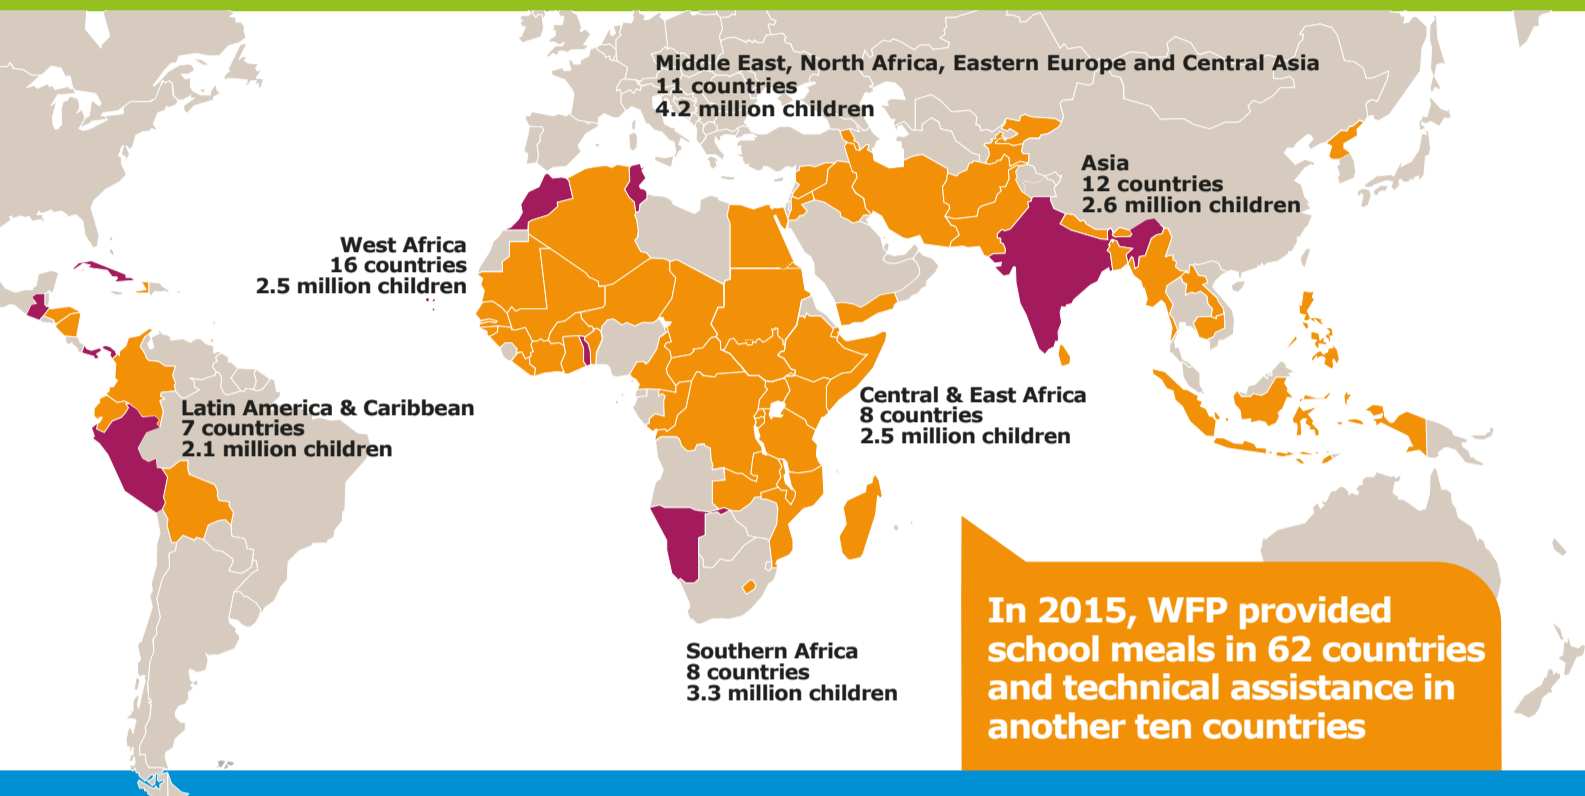 Middle East, North Africa, Eastern Europe and Central Asia
11 countries
4.2 million children
Asia
12 countries
2.6 million children
West Africa
16 countries
2.5 million children
Central & East Africa
8 countries
2.5 million children
Latin America & Caribbean
7 countries
2.1 million children
Southern Africa
8 countries
3.3 million children
In 2015, WFP provided
school meals in 62 countries
and technical assistance in
another ten countries